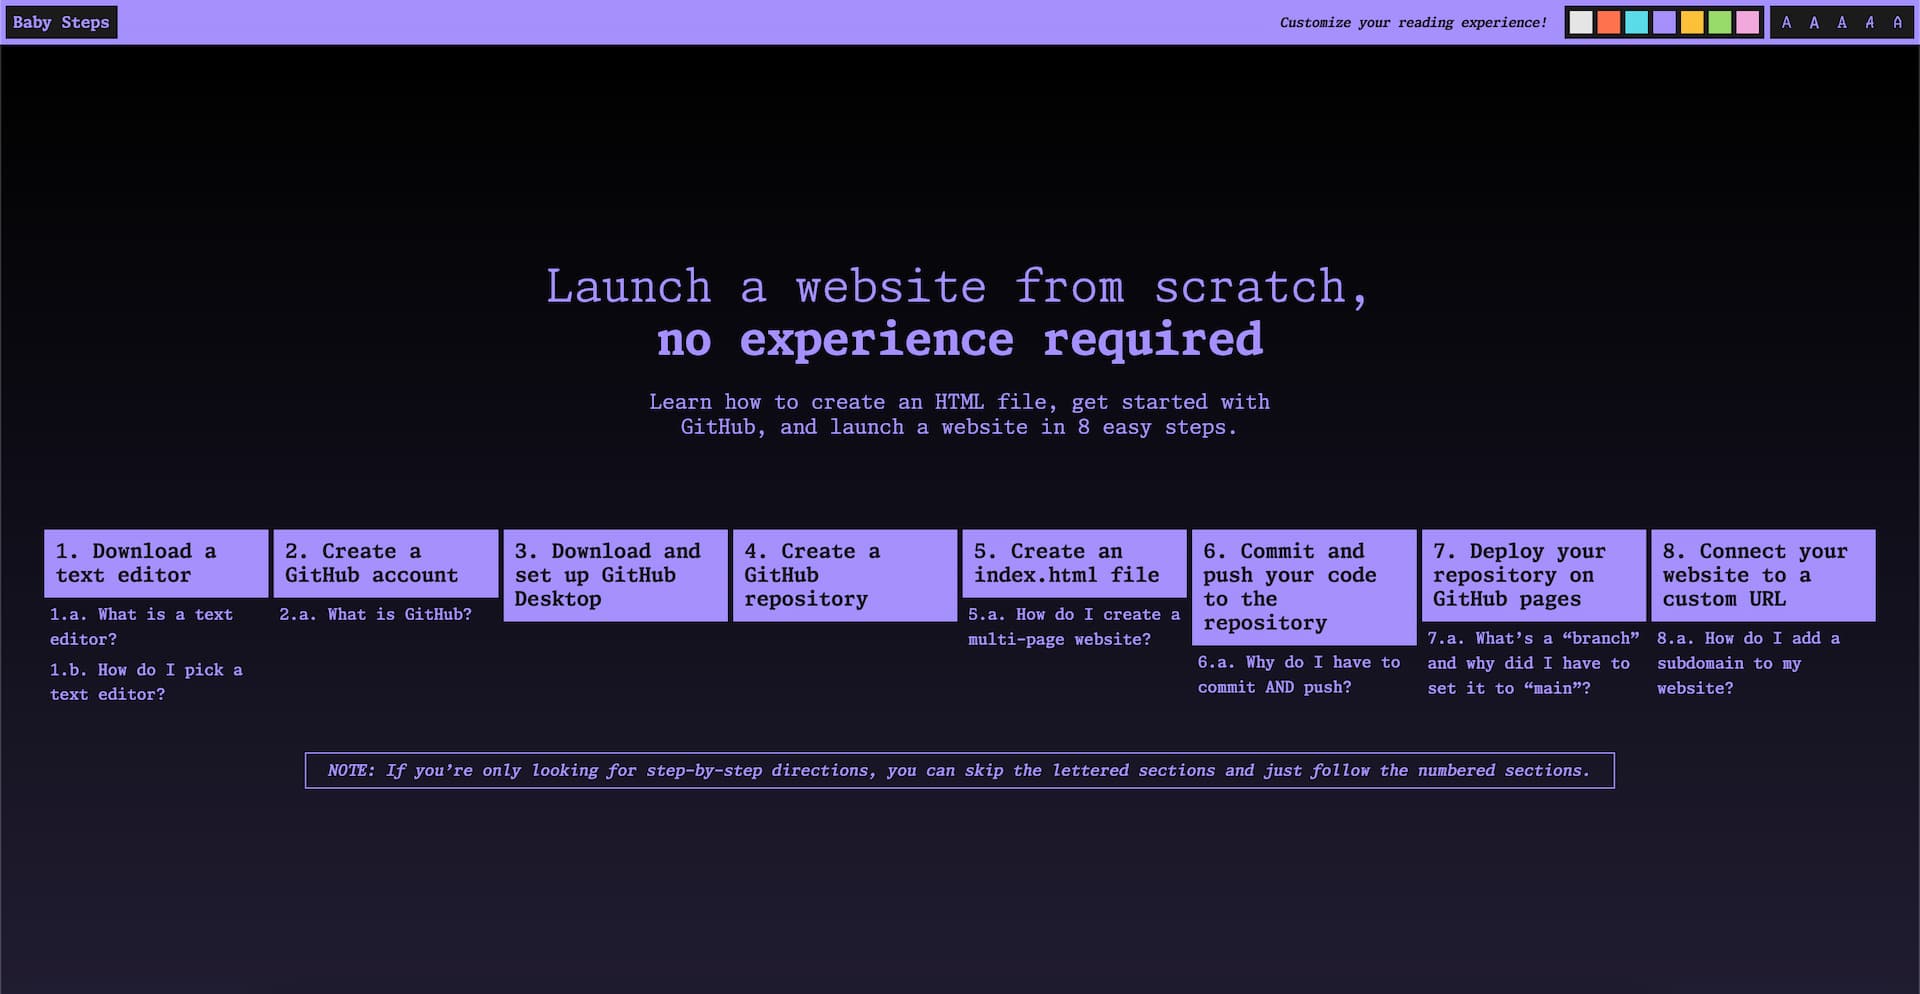 Baby Steps
Customize your reading experience!
A A A A A
Launch a website from scratch,
no experience required
Learn how to create an HTML file, get started with
GitHub, and launch a website in 8 easy steps.
1. Download a
text editor
1.a. What is a text
editor?
1.b. How do I pick a
text editor?
2. Create a
GitHub account
2.a. What is GitHub?
3. Download and
set up GitHub
Desktop
4. Create a
GitHub
repository
5. Create an
index.html file
5.a. How do I create a
multi-page website?
6. Commit and
push your code
to the
repository
6.a. Why do I have to
commit AND push?
7. Deploy your
repository on
GitHub pages
7.a. What’s a “branch”
and why did I have to
set it to “main”?
8. Connect your
website to a
custom URL
8.a. How do I add a
subdomain to my
website?
NOTE: If you’re only looking for step-by-step directions, you can skip the lettered sections and just follow the numbered sections.